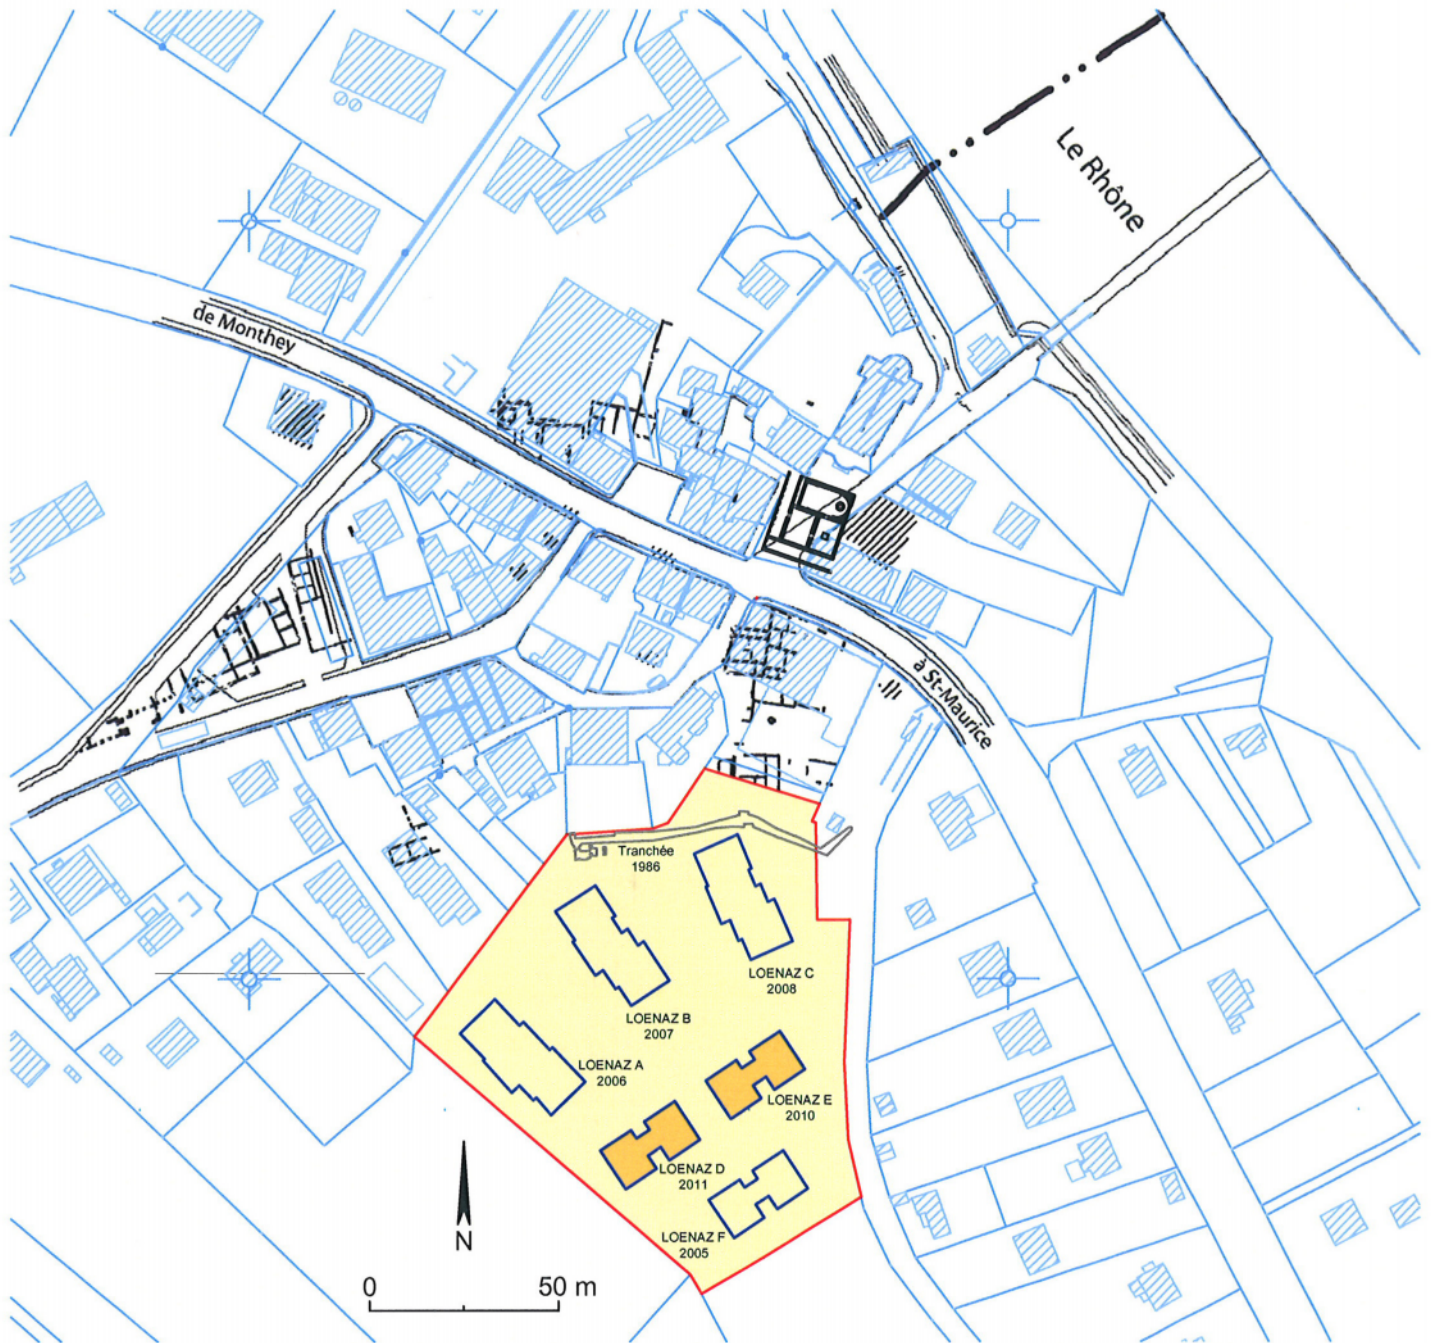 Le Rhône
de Monthey
à St-Maurice
Tranchée
1986
LOENAZ C
2008
LOENAZ B
2007
LOENAZ A
2006
LOENAZ E
2010
LOENAZ D
2011
LOENAZ F
2005
N
0 50 m